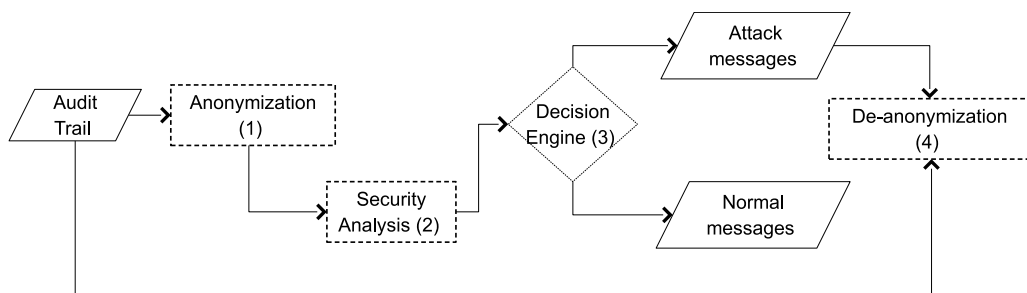 Audit
Trail
Anonymization
(1)
Security
Analysis (2)
Decision
Engine (3)
Attack
messages
Normal
messages
De-anonymization
(4)